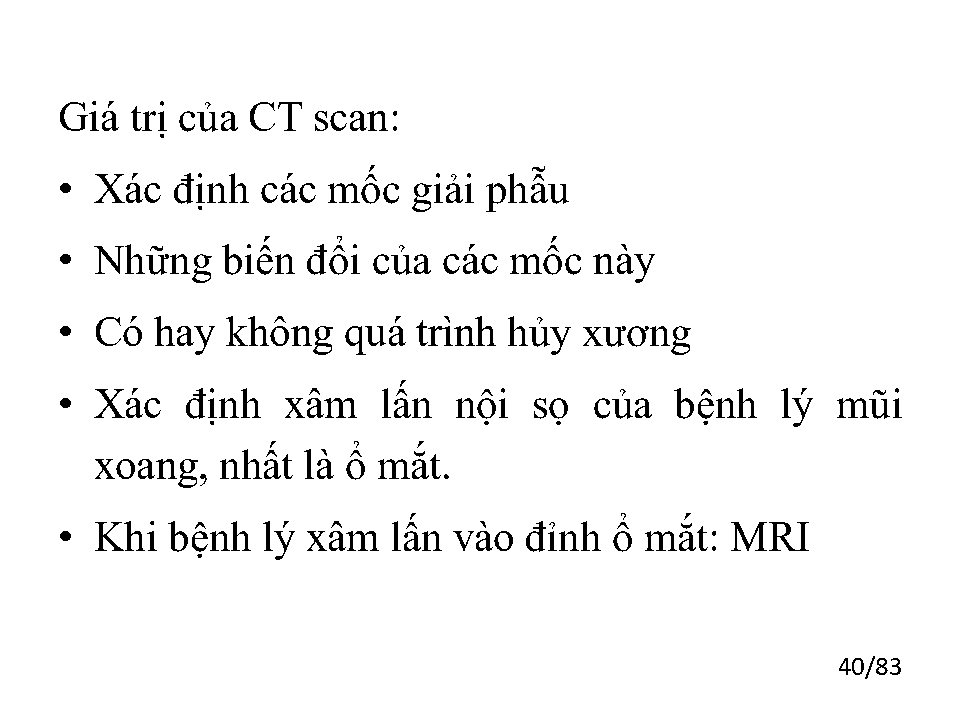 Giá trị của CT scan:
• Xác định các mốc giải phẫu
• Những biến đổi của các mốc này
• Có hay không quá trình hủy xương
• Xác định xâm lấn nội sọ của bệnh lý mũi
xoang, nhất là ổ mắt.
• Khi bệnh lý xâm lấn vào đỉnh ổ mắt: MRI
40/83